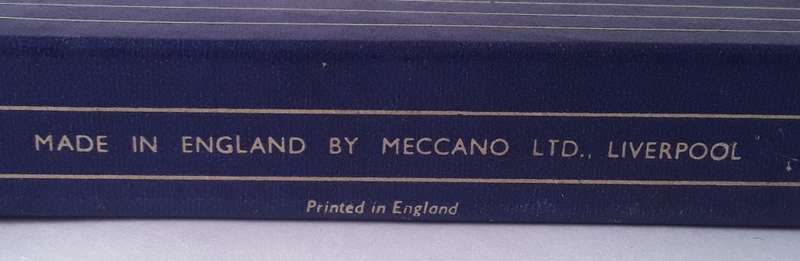 MADE IN ENGLAND BY MECCANO LTD., LIVERPOOL
Printed in England